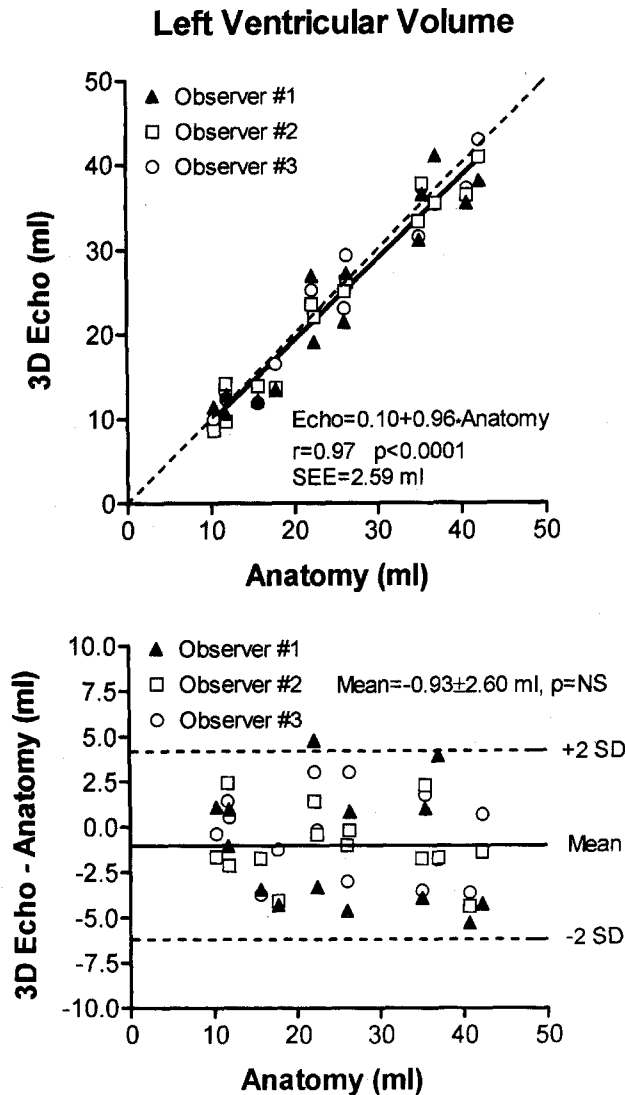 Left Ventricular Volume
Observer #1
Observer #2
Observer #3
3D Echo (ml)
50
40
30
20
10
0
Echo=0.10+0.96*Anatomy
r=0.97 p<0.0001
SEE=2.59 ml
0 10 20 30 40 50
Anatomy (ml)
3D Echo - Anatomy (ml)
10.0
7.5
5.0
2.5
0.0
-2.5
-5.0
-7.5
-10.0
Observer #1
Observer #2
Observer #3
Mean=-0.93±2.60 ml, p=NS
+2 SD
Mean
-2 SD
0 10 20 30 40 50
Anatomy (ml)